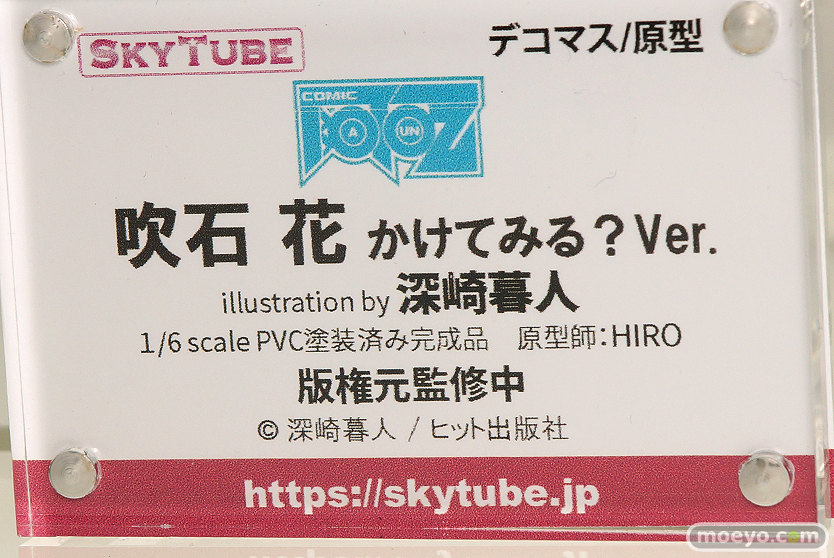 SKYTUBE
デコマス/原型
COMIC
A UN
吹石 花 かけてみる？Ver.
illustration by 深崎暮人
1/6 scale PVC塗装済み完成品 原型師：HIRO
版権元監修中
© 深崎暮人 / ヒット出版社
https://skytube.jp
moeyo.com